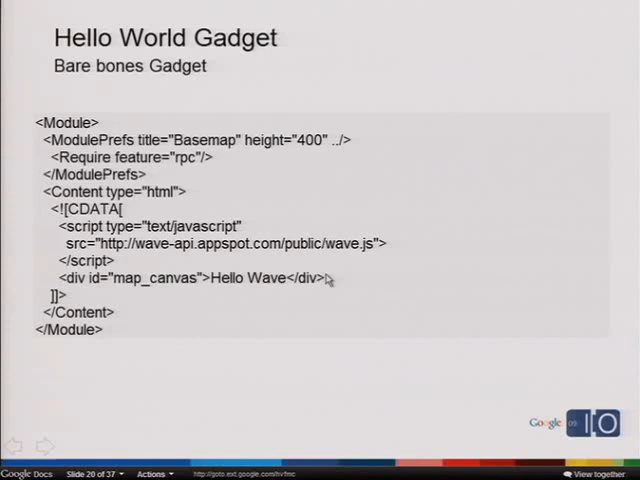 Hello World Gadget
Bare bones Gadget
<Module>
<ModulePrefs title="Basemap" height="400" ../>
<Require feature="rpc"/>
</ModulePrefs>
<Content type="html">
<![CDATA[
<script type="text/javascript"
src="http://wave-api.appspot.com/public/wave.js">
</script>
<div id="map_canvas">Hello Wave</div>
]]>
</Content>
</Module>
Google 09 IO
Google Docs Slide 20 of 37 Actions View together